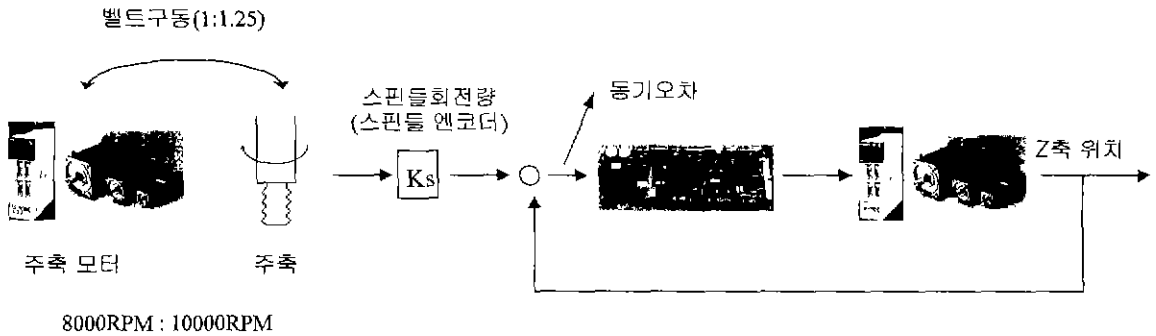 벨트구동(1:1.25)
스핀들회전량
(스핀들 엔코더)
동기오차
Ks
Z축 위치
주축 모터
주축
8000RPM : 10000RPM